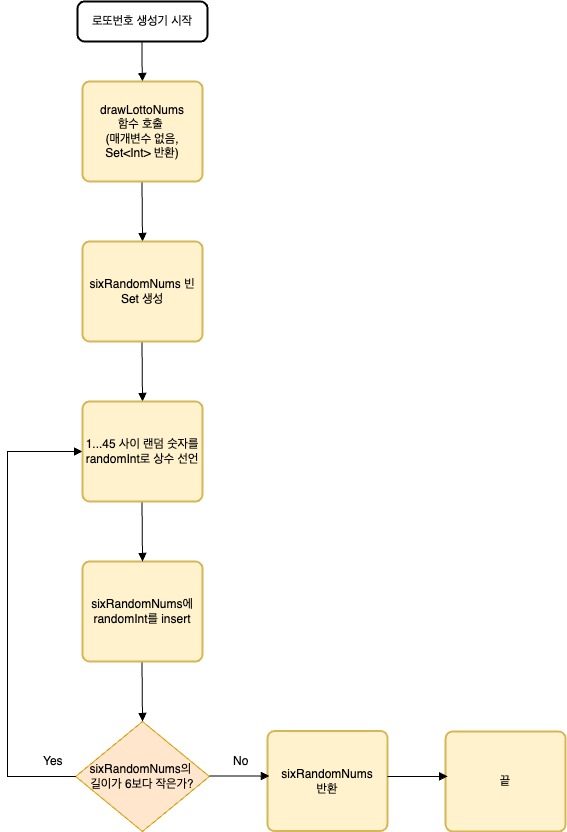 로또번호 생성기 시작
drawLottoNums
함수 호출
(매개변수 없음,
Set<Int> 반환)
sixRandomNums 빈
Set 생성
1...45 사이 랜덤 숫자를
randomInt로 상수 선언
sixRandomNums에
randomInt를 insert
Yes
sixRandomNums의
길이가 6보다 작은가?
No
sixRandomNums
반환
끝